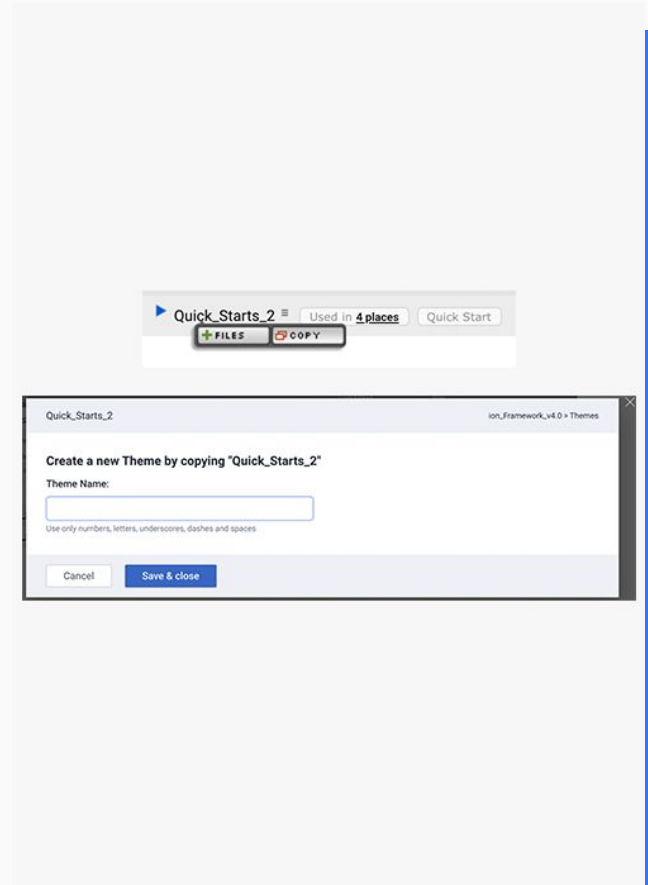 Quick_Starts_2 Used in 4 places Quick Start
FILES COPY
Quick_Starts_2 ion_Framework_v4.0 > Themes
Create a new Theme by copying "Quick_Starts_2"
Theme Name:
Use only numbers, letters, underscores, dashes and spaces
Cancel Save & close